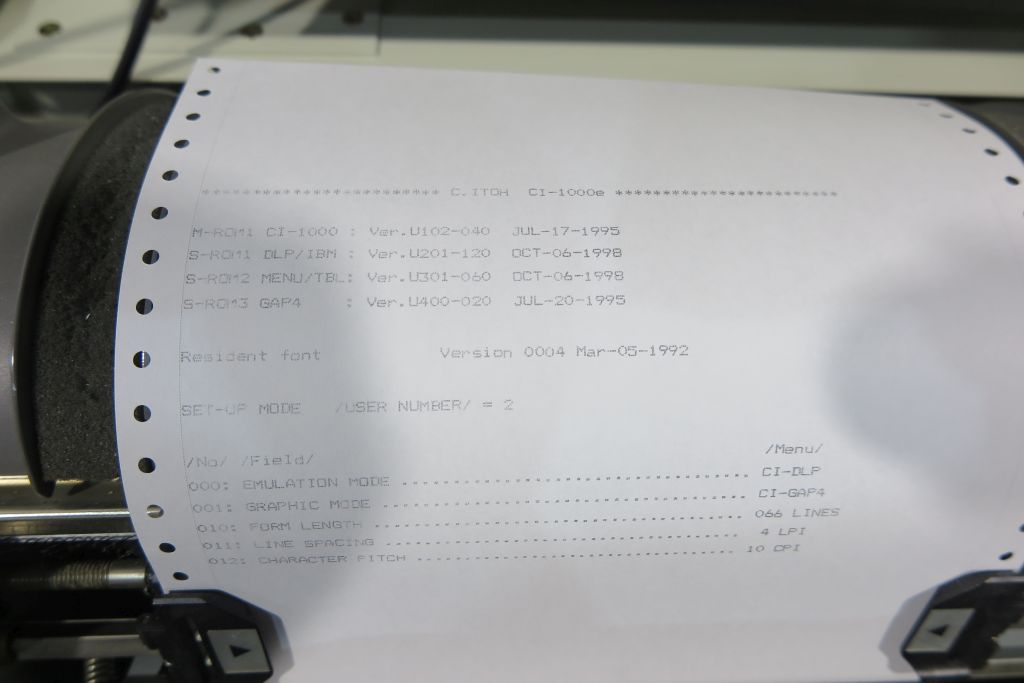 ************************ C.ITOH CI-1000e ***********************
M-ROM1 CI-1000 : Ver.U102-040 JUL-17-1995
S-ROM1 DLP/IBM : Ver.U201-120 OCT-06-1998
S-ROM2 MENU/TBL: Ver.U301-060 OCT-06-1998
S-ROM3 GAP4 : Ver.U400-020 JUL-20-1995
Resident font Version 0004 Mar-05-1992
SET-UP MODE /USER NUMBER/ = 2
/No/ /Field/ /Menu/
000: EMULATION MODE ........................................ CI-DLP
001: GRAPHIC MODE .......................................... CI-GAP4
010: FORM LENGTH ........................................... 066 LINES
011: LINE SPACING .......................................... 4 LPI
012: CHARACTER PITCH ....................................... 10 CPI